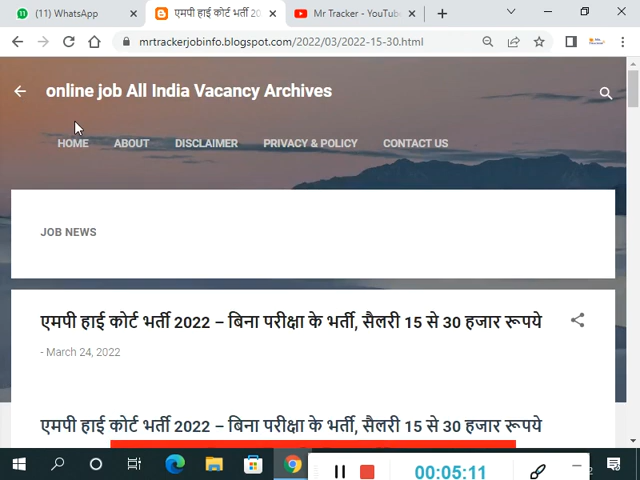 (11) WhatsApp
एमपी हाई कोर्ट भर्ती 20
Mr Tracker - YouTube
mrtrackerjobinfo.blogspot.com/2022/03/2022-15-30.html
online job All India Vacancy Archives
HOME ABOUT DISCLAIMER PRIVACY & POLICY CONTACT US
JOB NEWS
एमपी हाई कोर्ट भर्ती 2022 – बिना परीक्षा के भर्ती, सैलरी 15 से 30 हजार रूपये
- March 24, 2022
एमपी हाई कोर्ट भर्ती 2022 – बिना परीक्षा के भर्ती, सैलरी 15 से 30 हजार रूपये
00:05:11